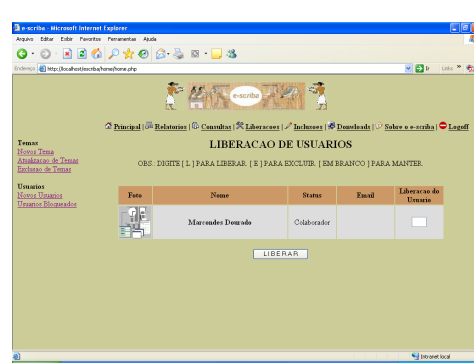 e-scriba - Microsoft Internet Explorer
Arquivo Editar Exibir Favoritos Ferramentas Ajuda
Endereço http://localhost/escriba/home/home.php Ir Links »
e-scriba
Principal | Relatorios | Consultas | Liberacoes | Inclusoes | Downloads | Sobre o e-scriba | Logoff
Temas
Novos Tema
Atualizacao de Temas
Exclusao de Temas
Usuarios
Novos Usuarios
Usuarios Bloqueados
LIBERACAO DE USUARIOS
OBS.: DIGITE [ L ] PARA LIBERAR. [ E ] PARA EXCLUIR. [ EM BRANCO ] PARA MANTER.
Foto Nome Status Email Liberacao do Usuario
Marcondes Dourado Colaborador
LIBERAR
Intranet local